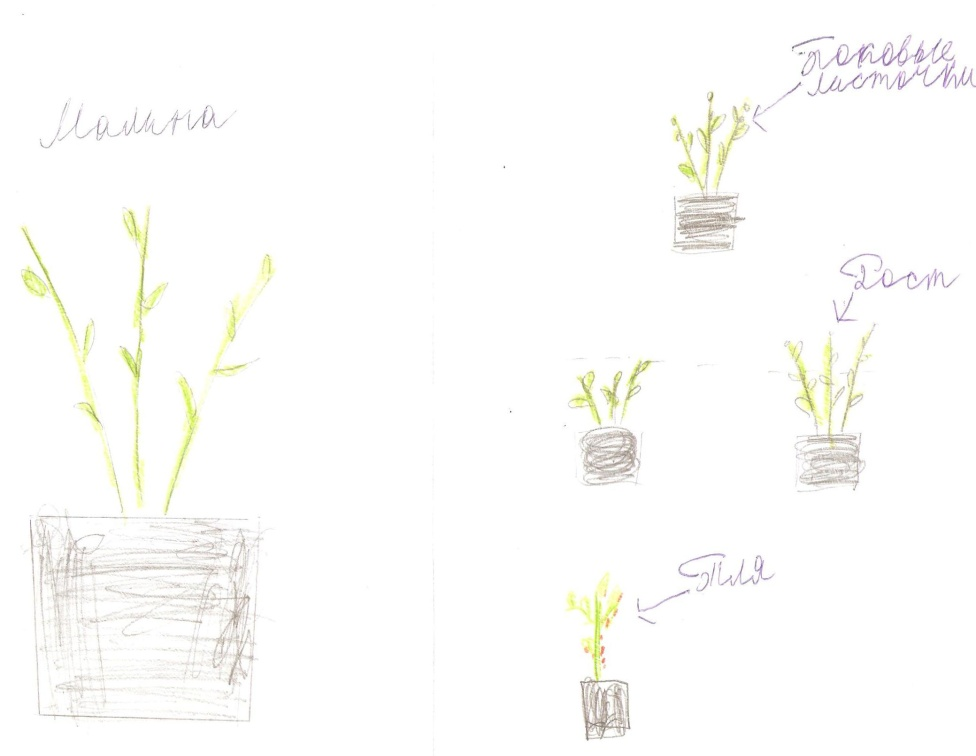 Малина
Боковые
листочки
Рост
Тля